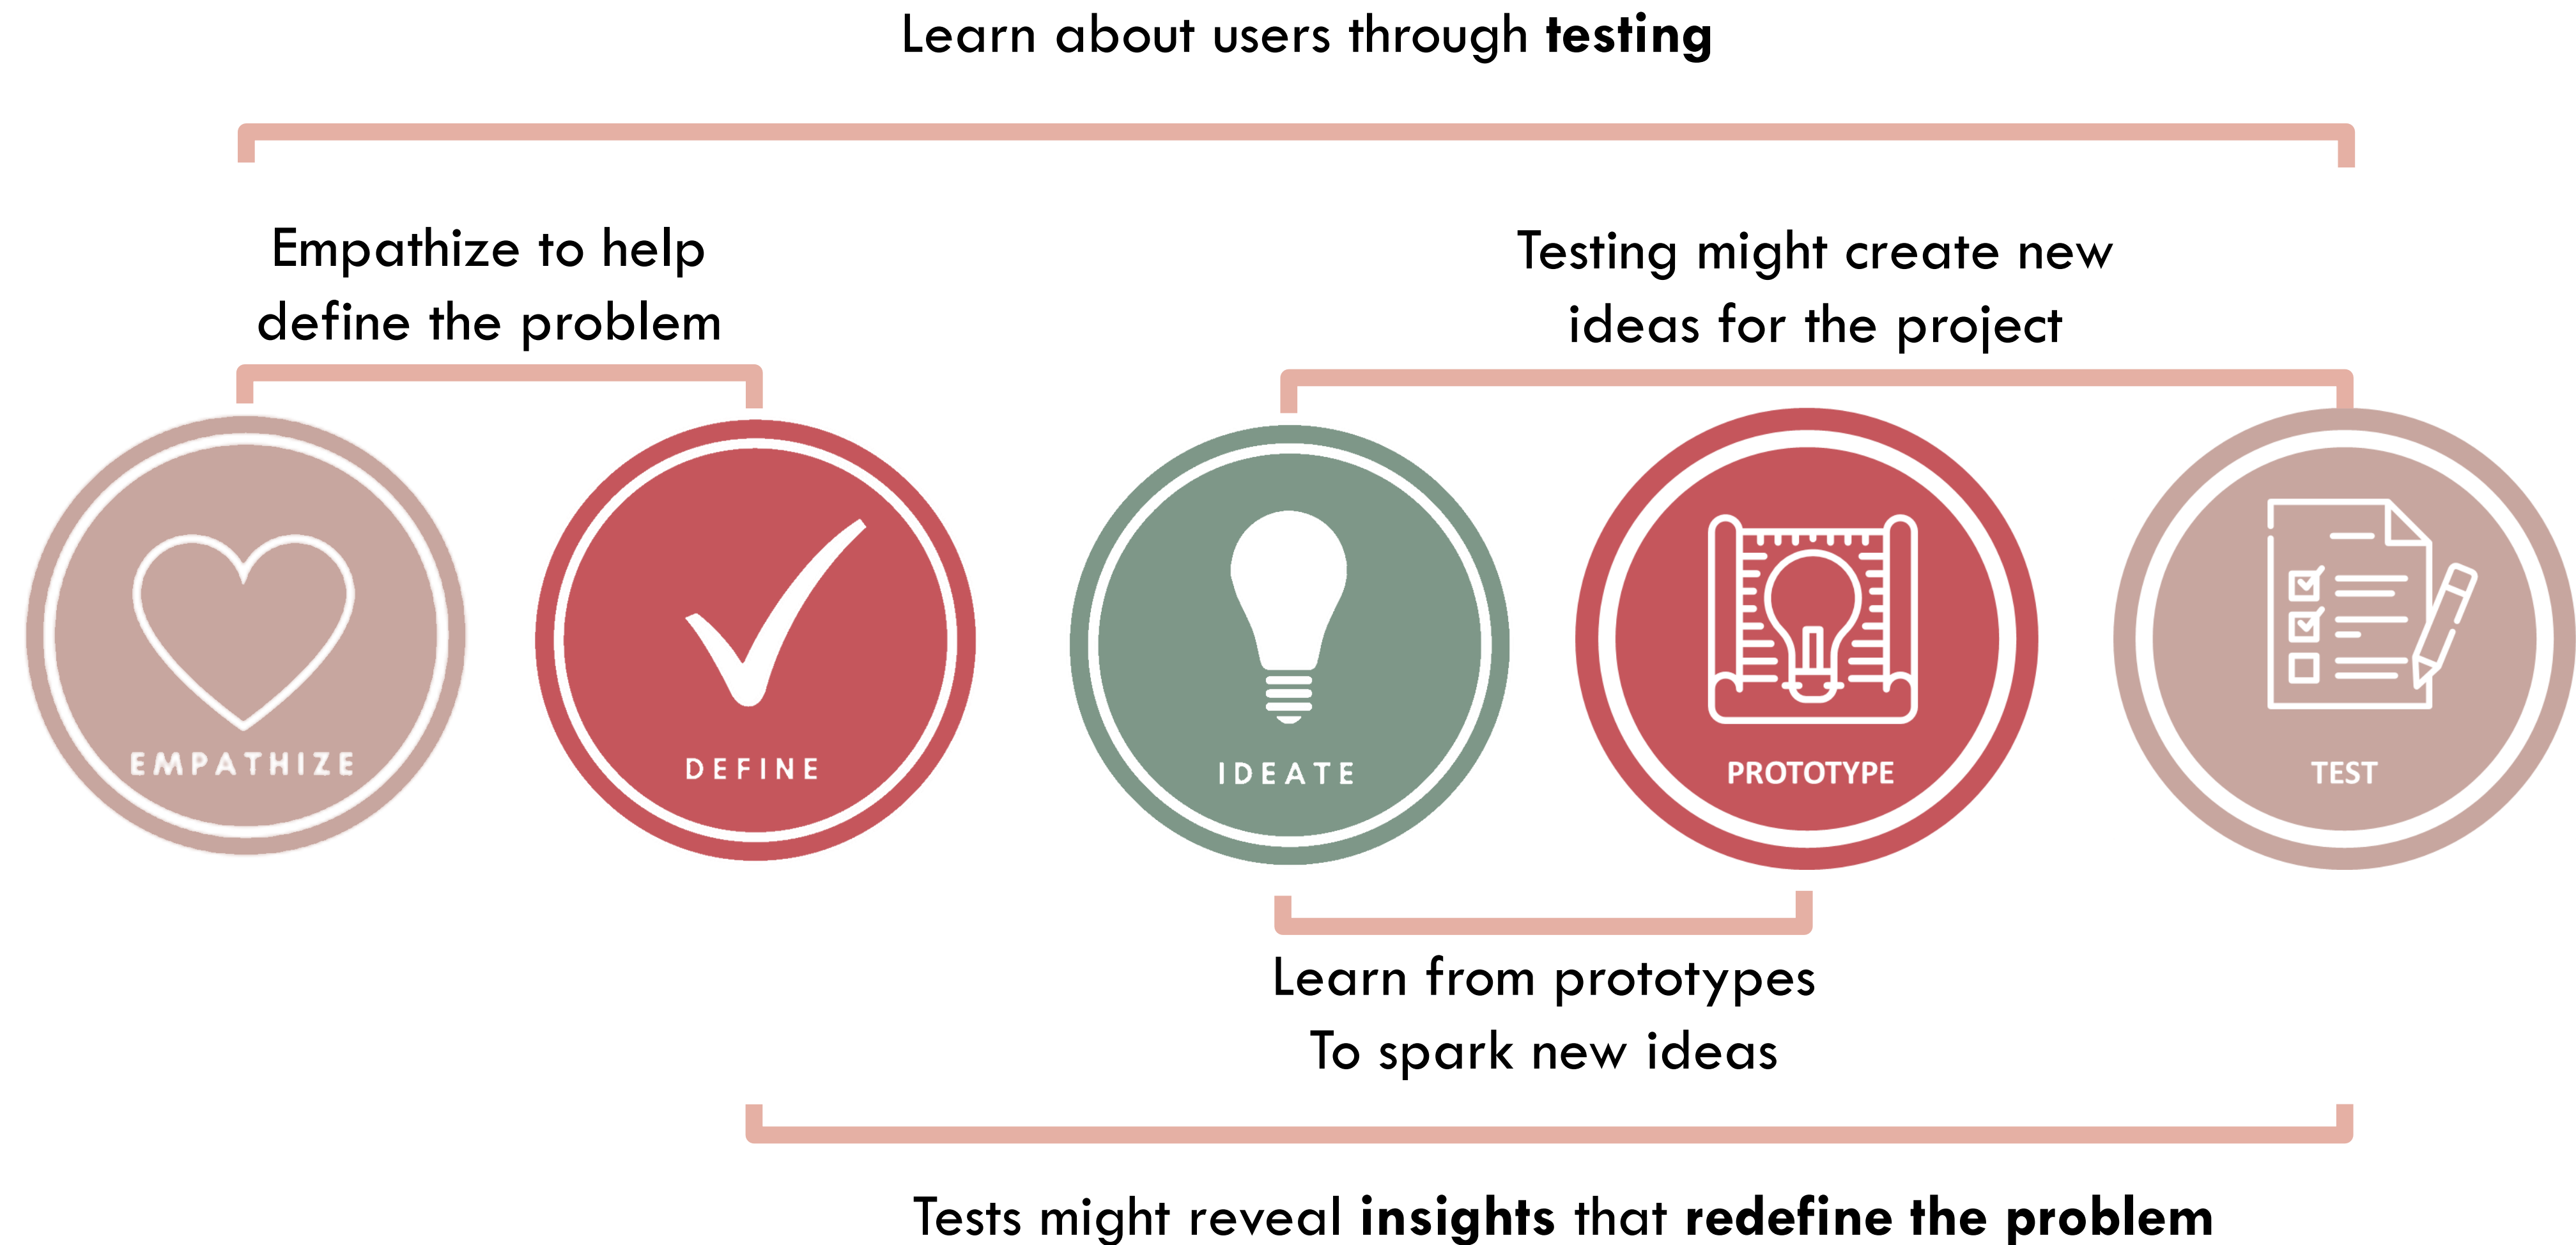 Learn about users through testing
Empathize to help
define the problem
Testing might create new
ideas for the project
EMPATHIZE
DEFINE
IDEATE
PROTOTYPE
TEST
Learn from prototypes
To spark new ideas
Tests might reveal insights that redefine the problem